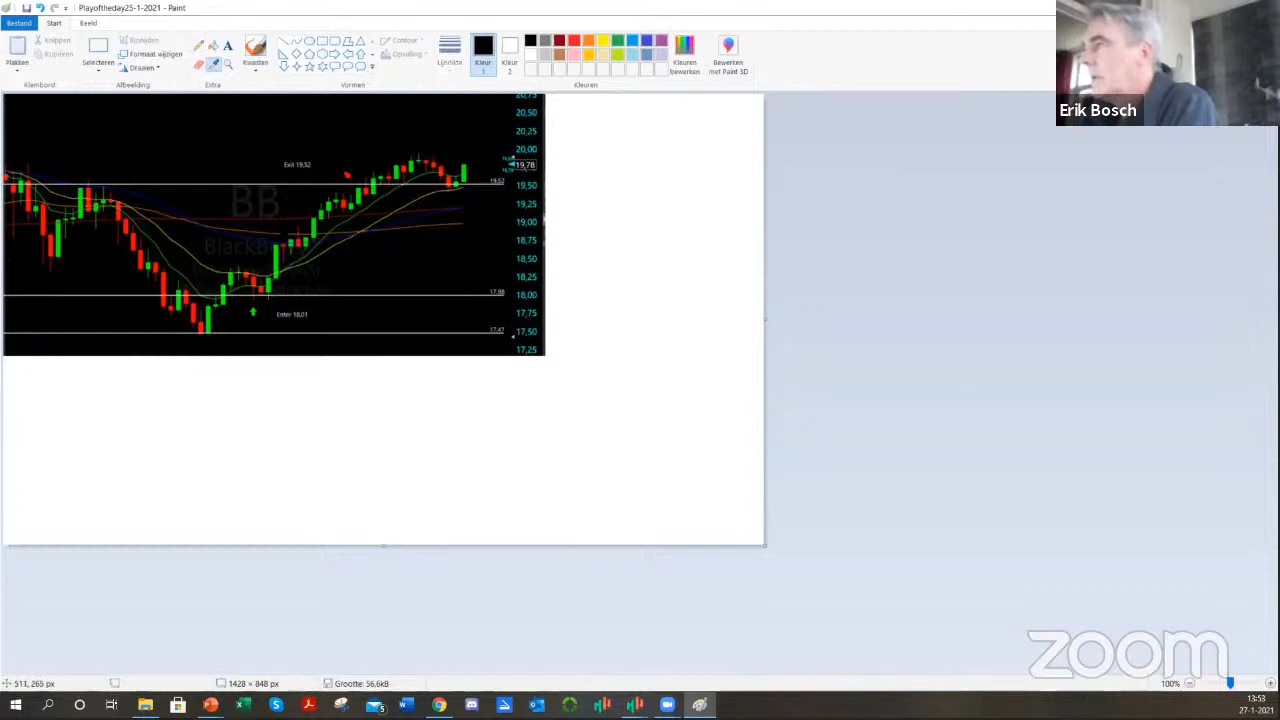 Playoftheday25-1-2021 - Paint
Bestand Start Beeld
Plakken
Knippen
Kopiëren
Selecteren
Bijsnijden
Formaat wijzigen
Draaien
A
Kwasten
Contour
Opvulling
Lijndikte
Kleur 1
Kleur 2
Kleuren bewerken
Bewerken met Paint 3D
Klembord Afbeelding Extra Vormen Kleuren
Erik Bosch
20,75
20,50
20,25
20,00
19,78
19,50
19,25
19,00
18,75
18,50
18,25
18,00
17,75
17,50
17,25
Exit 19,52
19,52
BB
17,98
Enter 18,01
17,47
zoom
511, 265 px
1428 × 848 px
Grootte: 56,6kB
100%
13:53
27-1-2021